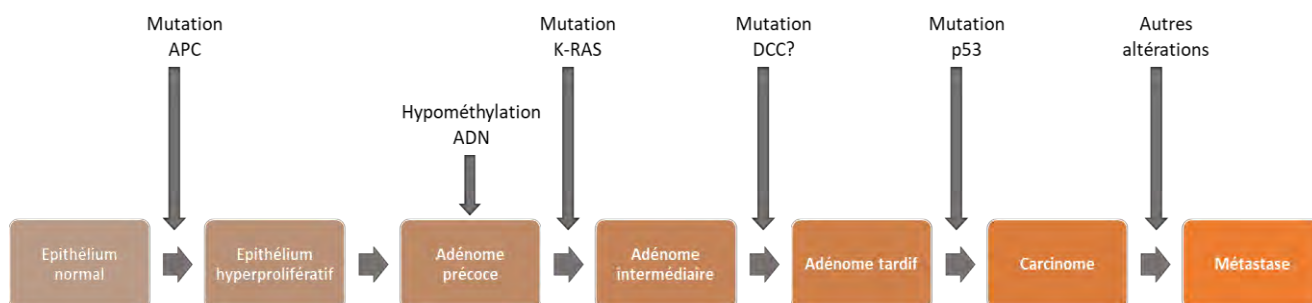 Mutation
APC
Mutation
K-RAS
Mutation
DCC?
Mutation
p53
Autres
altérations
Hypométhylation
ADN
Epithélium
normal
Epithélium
hyperprolifératif
Adénome
précoce
Adénome
intermédiaire
Adénome tardif
Carcinome
Métastase